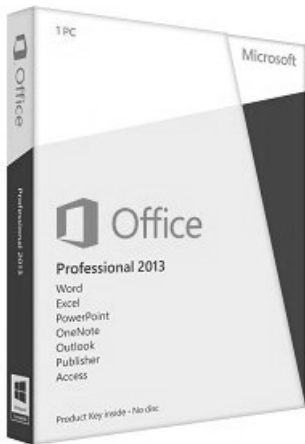 1 PC
Microsoft
Office
Office
Professional 2013
Professional 2013
Word
Excel
PowerPoint
OneNote
Outlook
Publisher
Access
Product Key inside - No disc